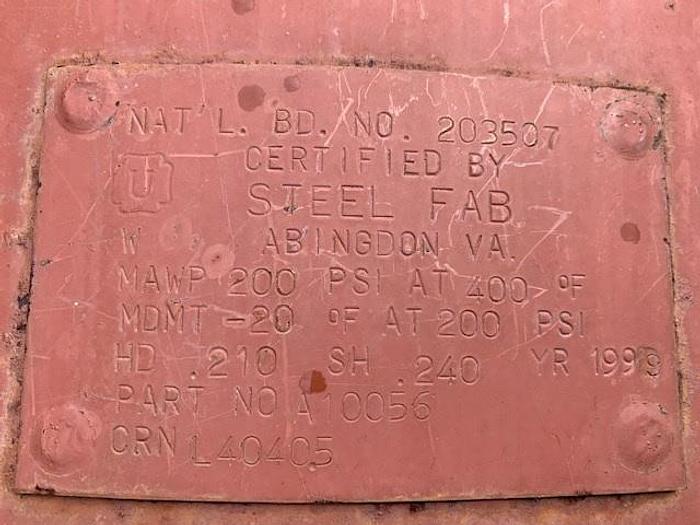 NAT'L. BD. NO. 203507
CERTIFIED BY
U
STEEL FAB
W ABINGDON VA.
MAWP 200 PSI AT 400 °F
MDMT -20 °F AT 200 PSI
HD .210 SH .240 YR 1999
PART NO A10056
CRN L40405